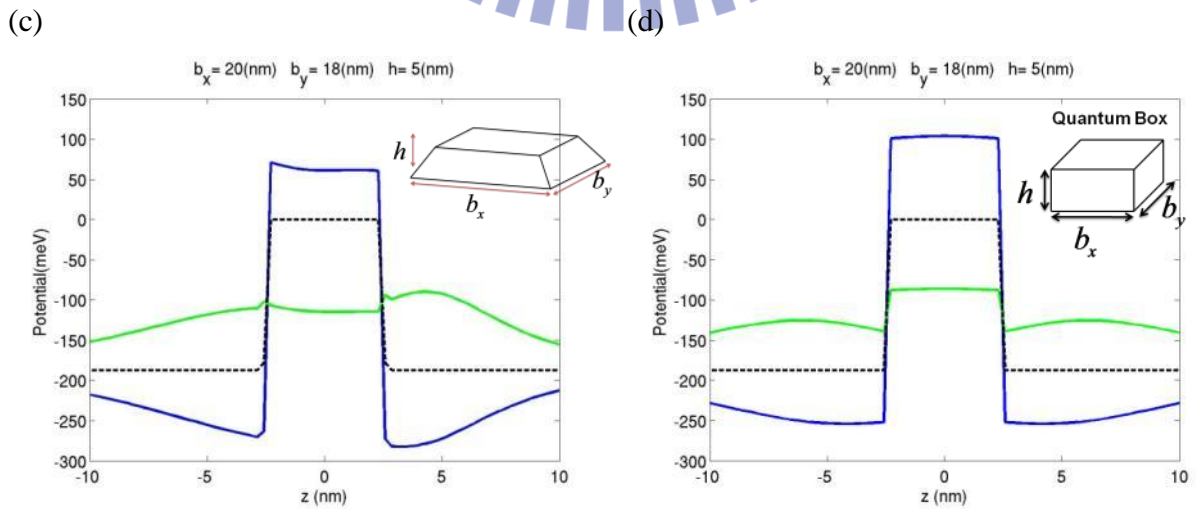 (c)
b_x= 20(nm) b_y= 18(nm) h= 5(nm)
Potential(meV)
150
100
50
0
-50
-100
-150
-200
-250
-300
-10
-5
0
5
10
z (nm)
h
b_x
b_y
(d)
b_x= 20(nm) b_y= 18(nm) h= 5(nm)
Potential(meV)
150
100
50
0
-50
-100
-150
-200
-250
-300
-10
-5
0
5
10
z (nm)
Quantum Box
h
b_x
b_y